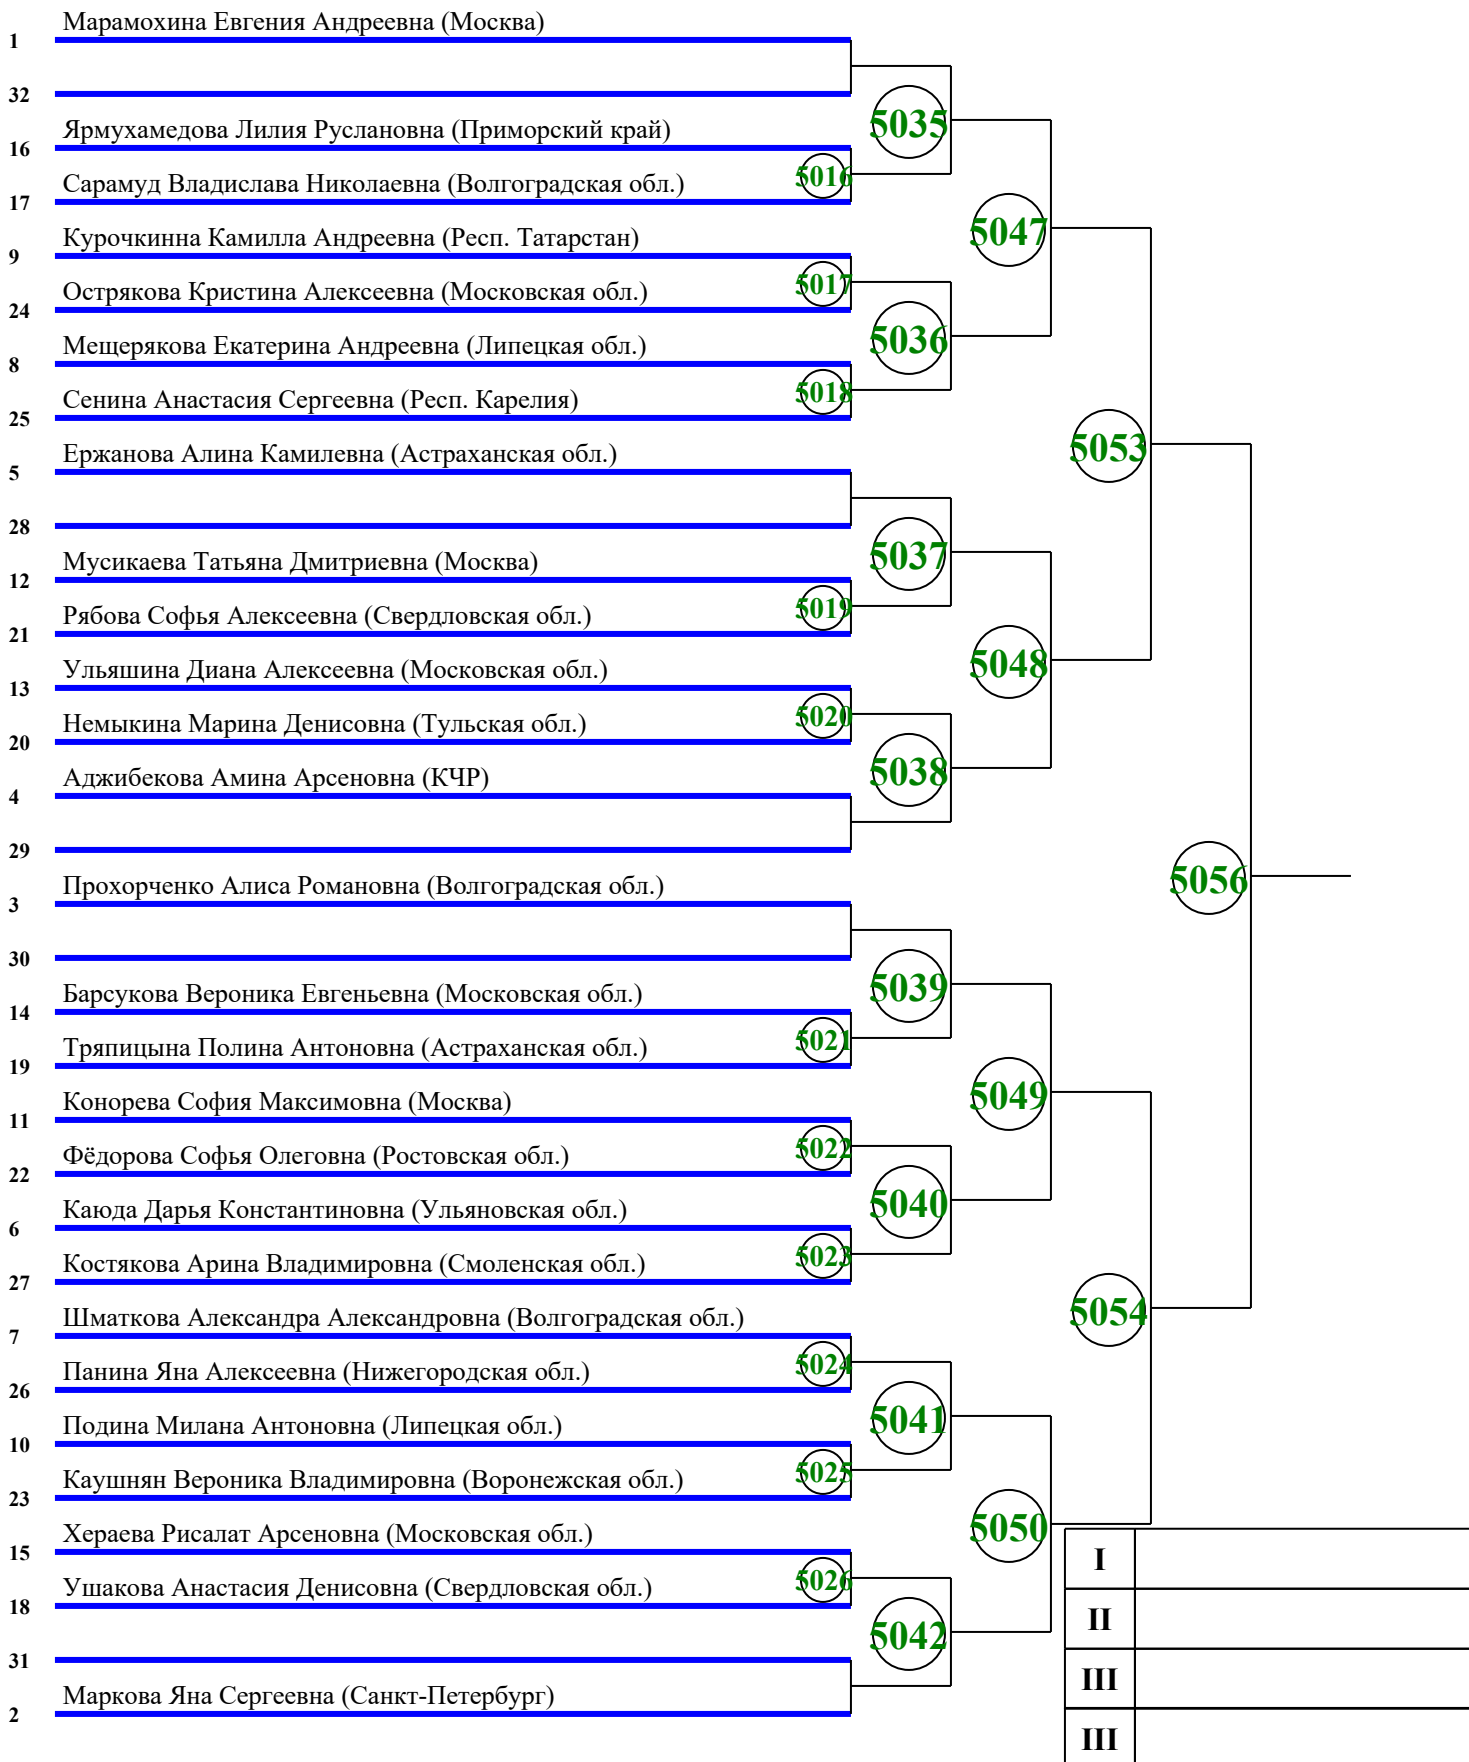 Марамохина Евгения Андреевна (Москва)
1
32
Ярмухамедова Лилия Руслановна (Приморский край)
16
5035
5016
Сарамуд Владислава Николаевна (Волгоградская обл.)
17
5047
Курочкинна Камилла Андреевна (Респ. Татарстан)
9
5017
Острякова Кристина Алексеевна (Московская обл.)
24
5036
Мещерякова Екатерина Андреевна (Липецкая обл.)
8
5018
Сенина Анастасия Сергеевна (Респ. Карелия)
25
5053
Ержанова Алина Камилевна (Астраханская обл.)
5
28
5037
Мусикаева Татьяна Дмитриевна (Москва)
12
5019
Рябова Софья Алексеевна (Свердловская обл.)
21
5048
Ульяшина Диана Алексеевна (Московская обл.)
13
5020
Немыкина Марина Денисовна (Тульская обл.)
20
5038
Аджибекова Амина Арсеновна (КЧР)
4
29
5056
Прохорченко Алиса Романовна (Волгоградская обл.)
3
30
5039
Барсукова Вероника Евгеньевна (Московская обл.)
14
5021
Тряпицына Полина Антоновна (Астраханская обл.)
19
5049
Конорева София Максимовна (Москва)
11
5022
Фёдорова Софья Олеговна (Ростовская обл.)
22
5040
Каюда Дарья Константиновна (Ульяновская обл.)
6
5023
Костякова Арина Владимировна (Смоленская обл.)
27
5054
Шматкова Александра Александровна (Волгоградская обл.)
7
5024
Панина Яна Алексеевна (Нижегородская обл.)
26
5041
Подина Милана Антоновна (Липецкая обл.)
10
5025
Каушнян Вероника Владимировна (Воронежская обл.)
23
5050
Хераева Рисалат Арсеновна (Московская обл.)
15
I
5026
Ушакова Анастасия Денисовна (Свердловская обл.)
18
II
5042
31
III
Маркова Яна Сергеевна (Санкт-Петербург)
2
III